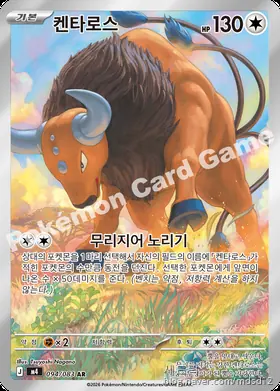 기본 켄타로스 HP 130
Pokémon Card Game
무리지어 노리기
상대의 포켓몬을 1마리 선택해서 자신의 필드의 이름에 「켄타로스」가
적힌 포켓몬의 수만큼 동전을 던진다. 선택한 포켓몬에게 앞면이
나온 수 × 50데미지를 준다. (벤치는 약점, 저항력 계산을 하지
않는다.)
약점 ×2 저항력 후퇴
Illus. Tsuyoshi Nagano
J m4 094/083 AR
©2026 Pokémon/Nintendo/Creatures